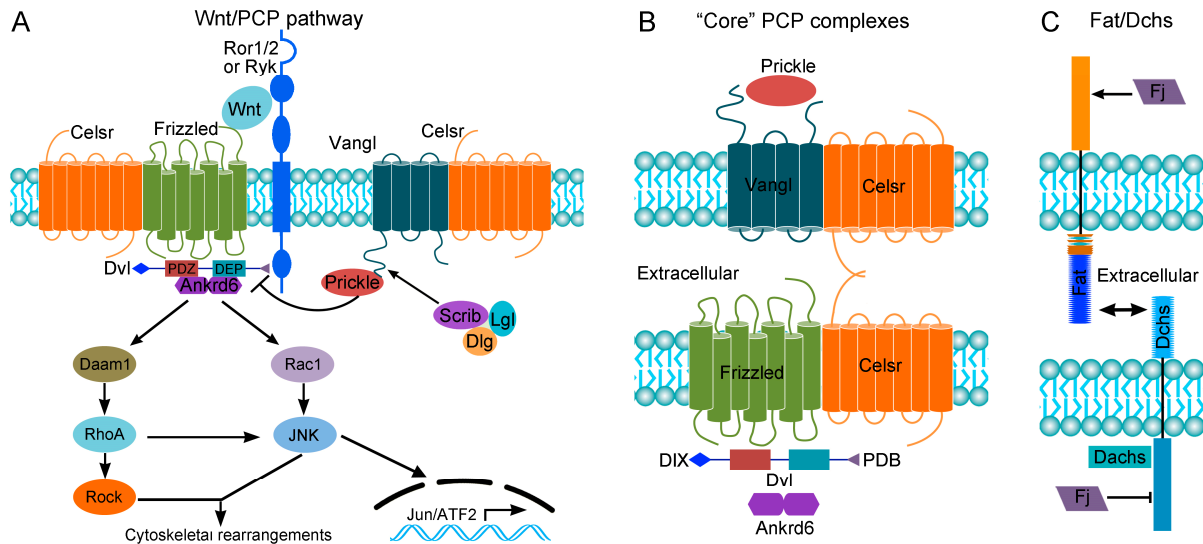 A
Wnt/PCP pathway
Ror1/2
or Ryk
Wnt
Celsr
Frizzled
Vangl
Celsr
Dvl
PDZ
DEP
Ankrd6
Prickle
Scrib
Lgl
Dlg
Daam1
Rac1
RhoA
JNK
Rock
Jun/ATF2
Cytoskeletal rearrangements
B
“Core” PCP complexes
Prickle
Vangl
Celsr
Extracellular
Frizzled
Celsr
DIX
PDB
Dvl
Ankrd6
C
Fat/Dchs
Fj
Fat
Extracellular
Dchs
Dachs
Fj